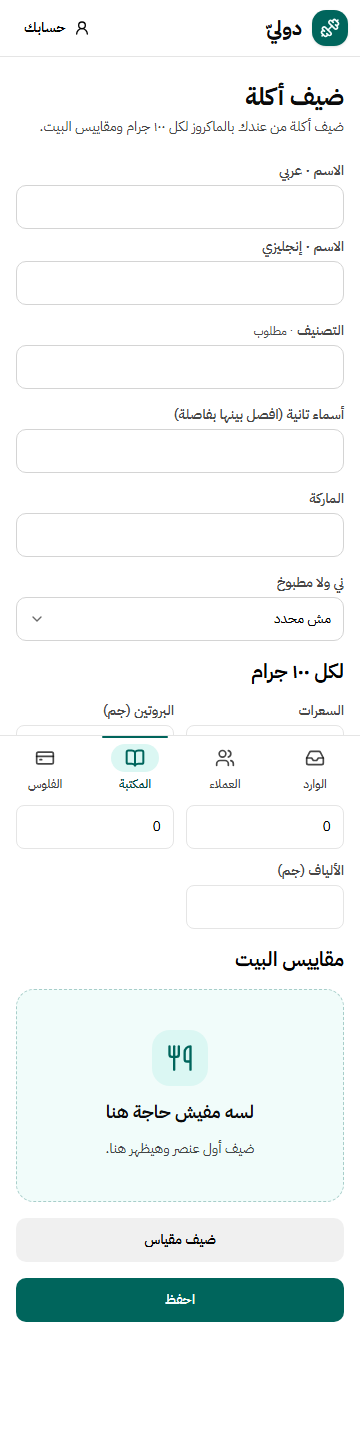 دوليّ
حسابك
ضيف أكلة
ضيف أكلة من عندك بالماكروز لكل ١٠٠ جرام ومقاييس البيت.
الاسم · عربي
الاسم · إنجليزي
التصنيف · مطلوب
أسماء تانية (افصل بينها بفاصلة)
الماركة
ني ولا مطبوخ
مش محدد
لكل ١٠٠ جرام
السعرات
البروتين (جم)
الوارد
العملاء
المكتبة
الفلوس
0
0
الألياف (جم)
مقاييس البيت
لسه مفيش حاجة هنا
ضيف أول عنصر وهيظهر هنا.
ضيف مقياس
احفظ